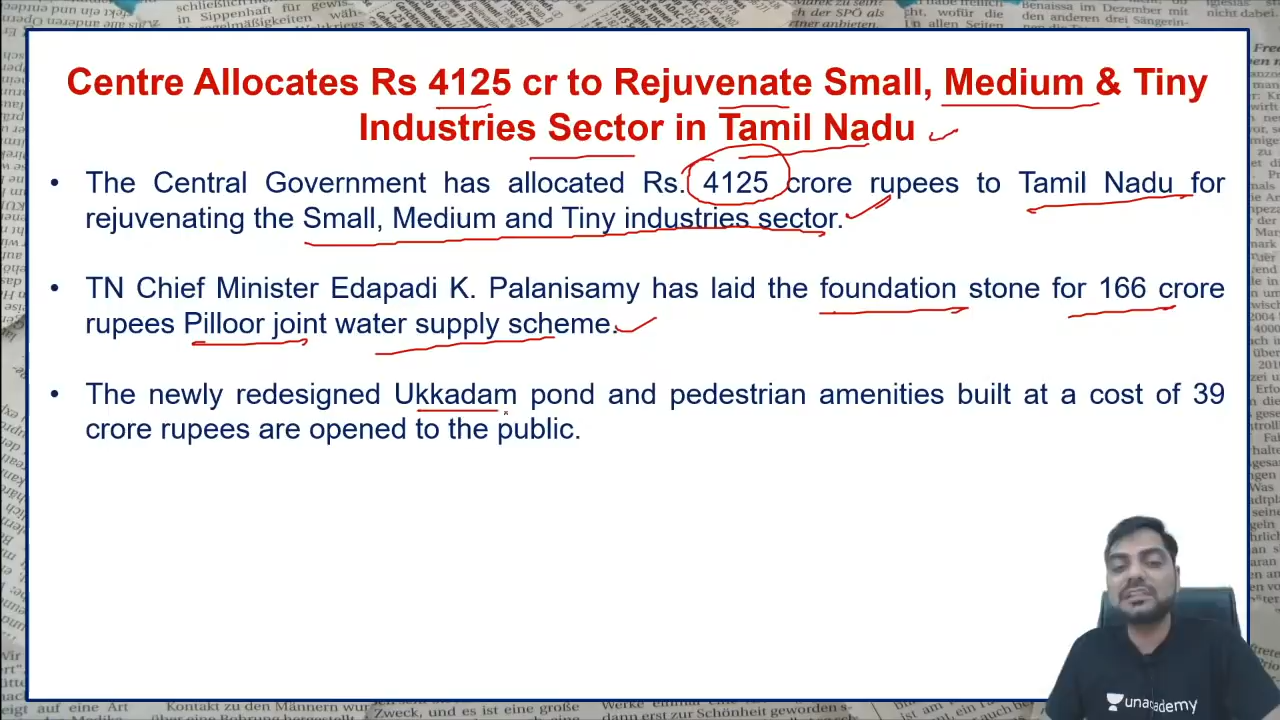 Centre Allocates Rs 4125 cr to Rejuvenate Small, Medium & Tiny
Industries Sector in Tamil Nadu
• The Central Government has allocated Rs. 4125 crore rupees to Tamil Nadu for
rejuvenating the Small, Medium and Tiny industries sector.
• TN Chief Minister Edapadi K. Palanisamy has laid the foundation stone for 166 crore
rupees Pilloor joint water supply scheme.
• The newly redesigned Ukkadam pond and pedestrian amenities built at a cost of 39
crore rupees are opened to the public.
unacademy